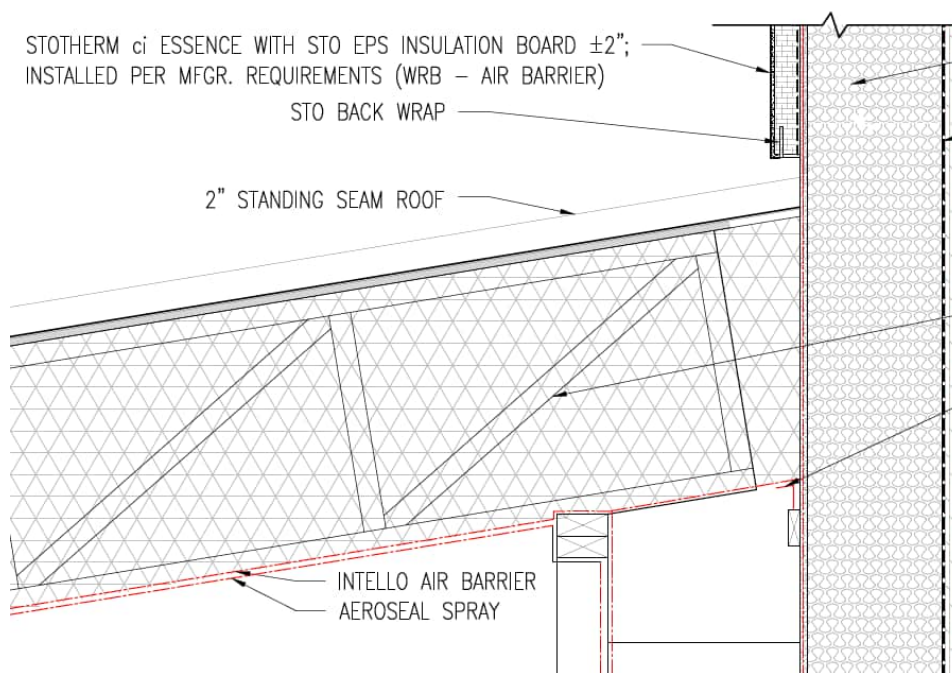 STOTHERM ci ESSENCE WITH STO EPS INSULATION BOARD ±2”;
INSTALLED PER MFGR. REQUIREMENTS (WRB – AIR BARRIER)
STO BACK WRAP
2” STANDING SEAM ROOF
INTELLO AIR BARRIER
AEROSEAL SPRAY